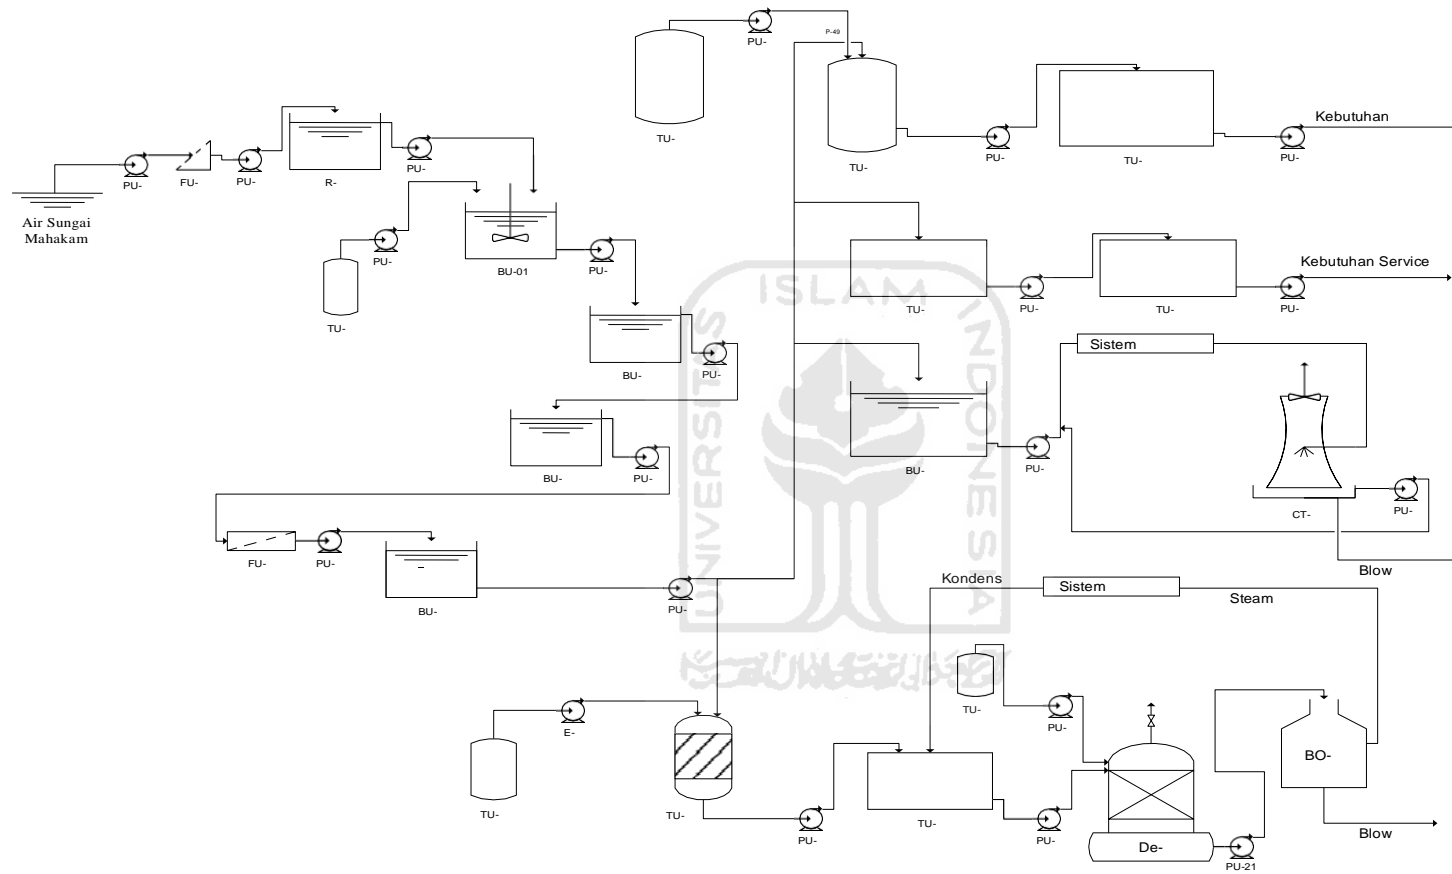 PU-
P-49
PU-
TU-
TU-
PU-
TU-
PU-
Kebutuhan
PU-
FU-
PU-
R-
PU-
Air Sungai
Mahakam
PU-
TU-
BU-01
PU-
TU-
PU-
TU-
PU-
Kebutuhan Service
BU-
PU-
BU-
PU-
BU-
PU-
Sistem
CT-
PU-
Blow
FU-
PU-
BU-
PU-
Kondens
Sistem
Steam
TU-
E-
TU-
PU-
TU-
PU-
TU-
PU-
De-
PU-21
BO-
Blow
UNIVERSITAS
ISLAM
INDONESIA